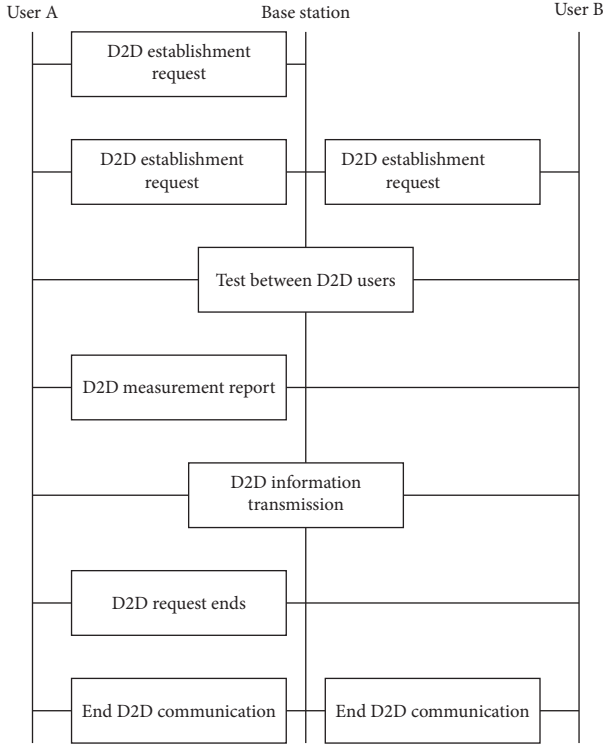 User A
Base station
User B
D2D establishment
request
D2D establishment
request
D2D establishment
request
Test between D2D users
D2D measurement report
D2D information
transmission
D2D request ends
End D2D communication
End D2D communication